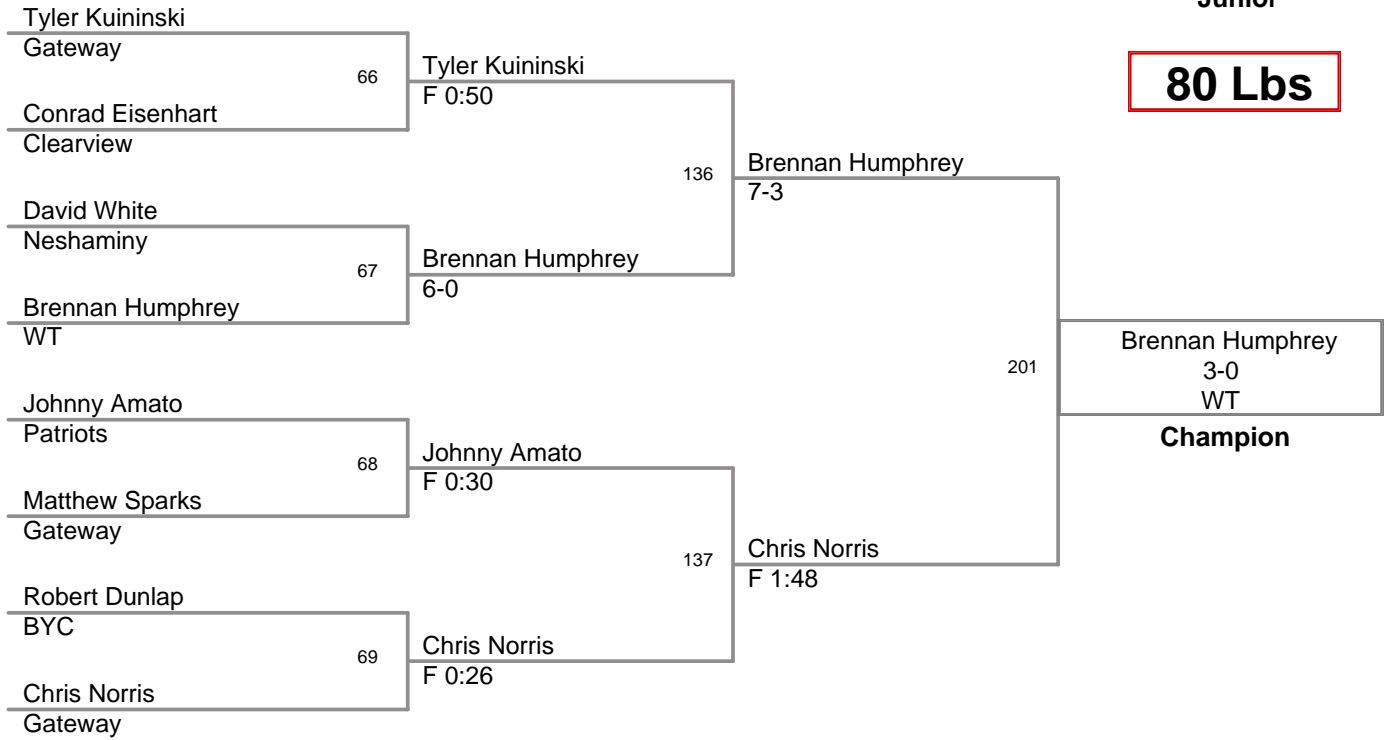 Junior
80 Lbs
Tyler Kuininski
Gateway
66
Conrad Eisenhart
Clearview
Tyler Kuininski
F 0:50
David White
Neshaminy
67
Brennan Humphrey
WT
Brennan Humphrey
6-0
136
Brennan Humphrey
7-3
Johnny Amato
Patriots
68
Matthew Sparks
Gateway
Johnny Amato
F 0:30
Robert Dunlap
BYC
69
Chris Norris
Gateway
Chris Norris
F 0:26
137
Chris Norris
F 1:48
201
Brennan Humphrey
3-0
WT
Champion